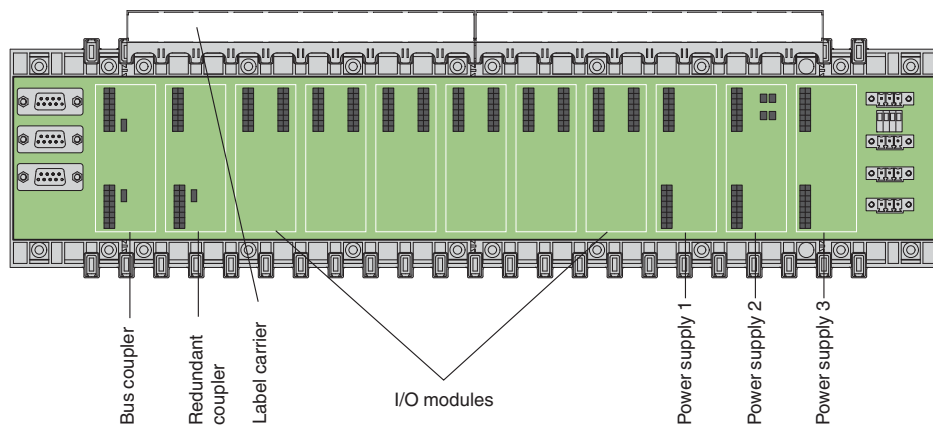 Bus coupler
Redundant
coupler
Label carrier
I/O modules
Power supply 1
Power supply 2
Power supply 3